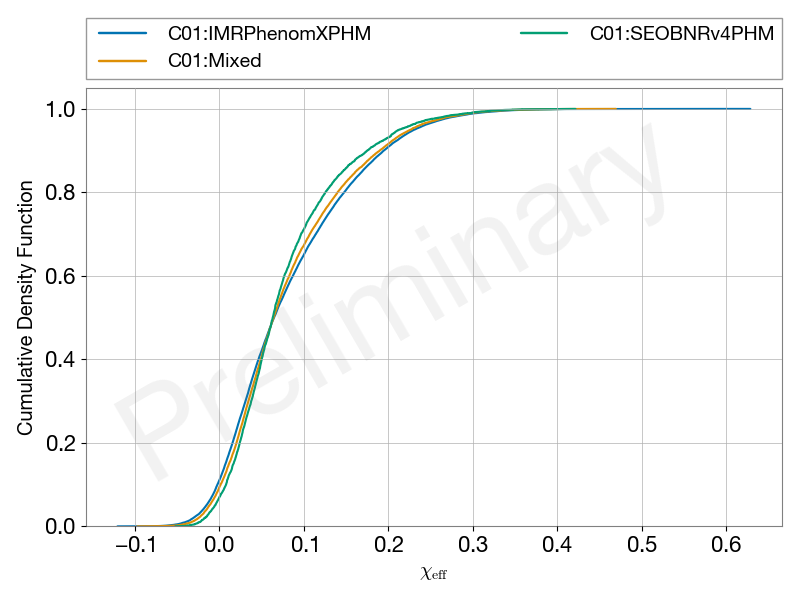 C01:IMRPhenomXPHM
C01:SEOBNRv4PHM
C01:Mixed
1.0
0.8
0.6
0.4
0.2
0.0
Cumulative Density Function
Preliminary
−0.1 0.0 0.1 0.2 0.3 0.4 0.5 0.6
χeff